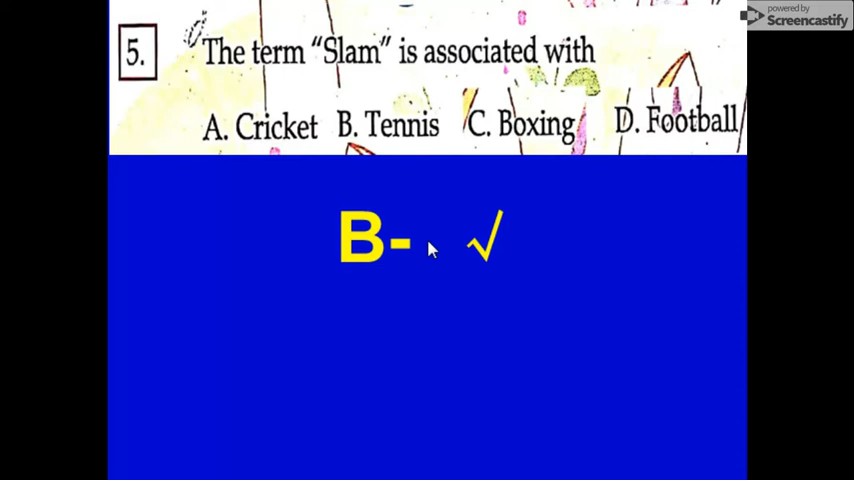 powered by
Screencastify
5. The term “Slam” is associated with
A. Cricket B. Tennis C. Boxing D. Football
B- √